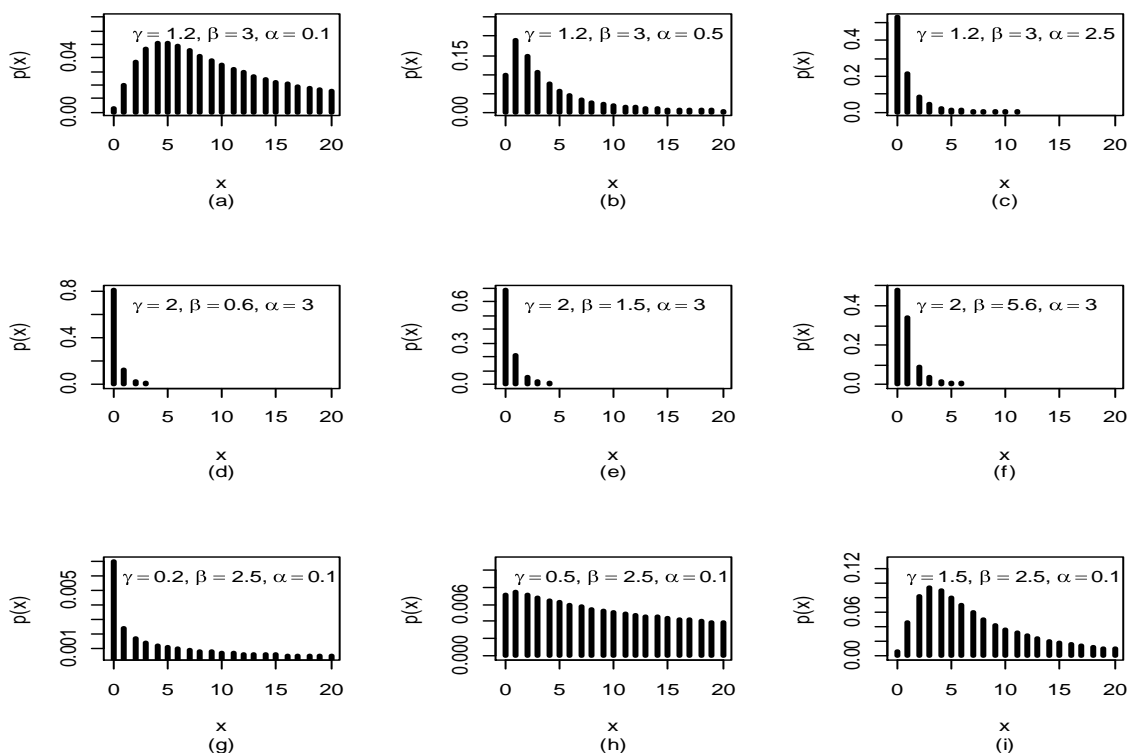 γ = 1.2, β = 3, α = 0.1
p(x)
0.00 0.04
0 5 10 15 20
x
(a)
γ = 1.2, β = 3, α = 0.5
p(x)
0.00 0.15
0 5 10 15 20
x
(b)
γ = 1.2, β = 3, α = 2.5
p(x)
0.0 0.2 0.4
0 5 10 15 20
x
(c)
γ = 2, β = 0.6, α = 3
p(x)
0.0 0.4 0.8
0 5 10 15 20
x
(d)
γ = 2, β = 1.5, α = 3
p(x)
0.0 0.3 0.6
0 5 10 15 20
x
(e)
γ = 2, β = 5.6, α = 3
p(x)
0.0 0.2 0.4
0 5 10 15 20
x
(f)
γ = 0.2, β = 2.5, α = 0.1
p(x)
0.001 0.005
0 5 10 15 20
x
(g)
γ = 0.5, β = 2.5, α = 0.1
p(x)
0.000 0.006
0 5 10 15 20
x
(h)
γ = 1.5, β = 2.5, α = 0.1
p(x)
0.00 0.06 0.12
0 5 10 15 20
x
(i)